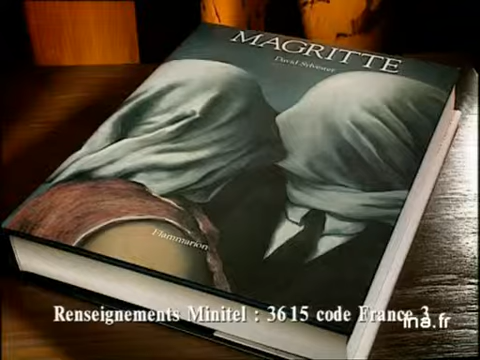 MAGRITTE
David Sylvester
Flammarion
Renseignements Minitel : 3615 code France 3
ina.fr